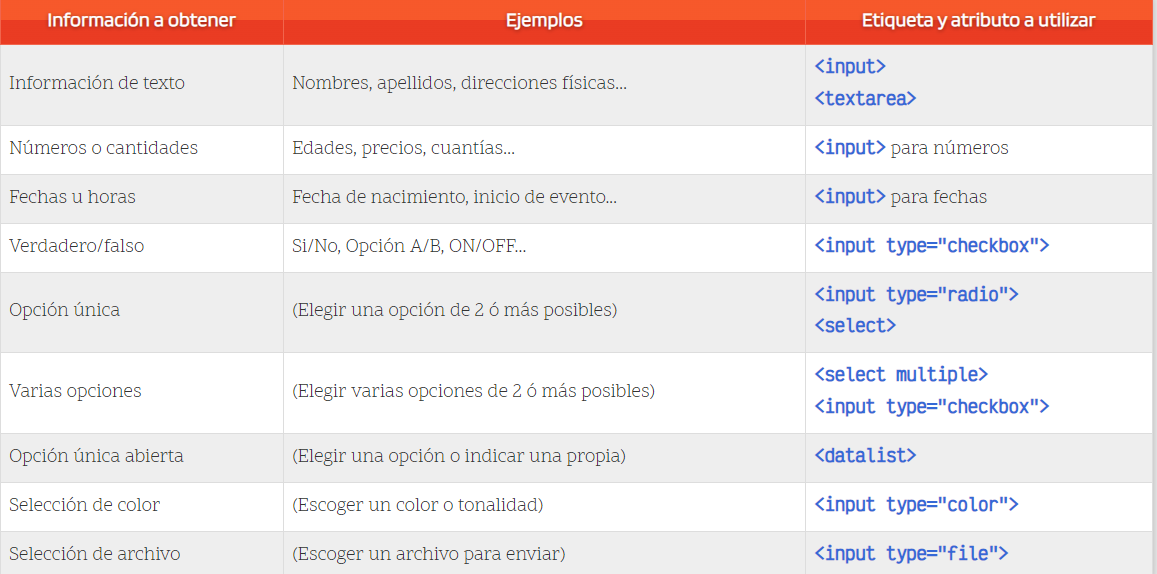 Información a obtener Ejemplos Etiqueta y atributo a utilizar
Información de texto Nombres, apellidos, direcciones físicas... <input>
<textarea>
Números o cantidades Edades, precios, cuantías... <input> para números
Fechas u horas Fecha de nacimiento, inicio de evento... <input> para fechas
Verdadero/falso Si/No, Opción A/B, ON/OFF... <input type="checkbox">
Opción única (Elegir una opción de 2 ó más posibles) <input type="radio">
<select>
Varias opciones (Elegir varias opciones de 2 ó más posibles) <select multiple>
<input type="checkbox">
Opción única abierta (Elegir una opción o indicar una propia) <datalist>
Selección de color (Escoger un color o tonalidad) <input type="color">
Selección de archivo (Escoger un archivo para enviar) <input type="file">